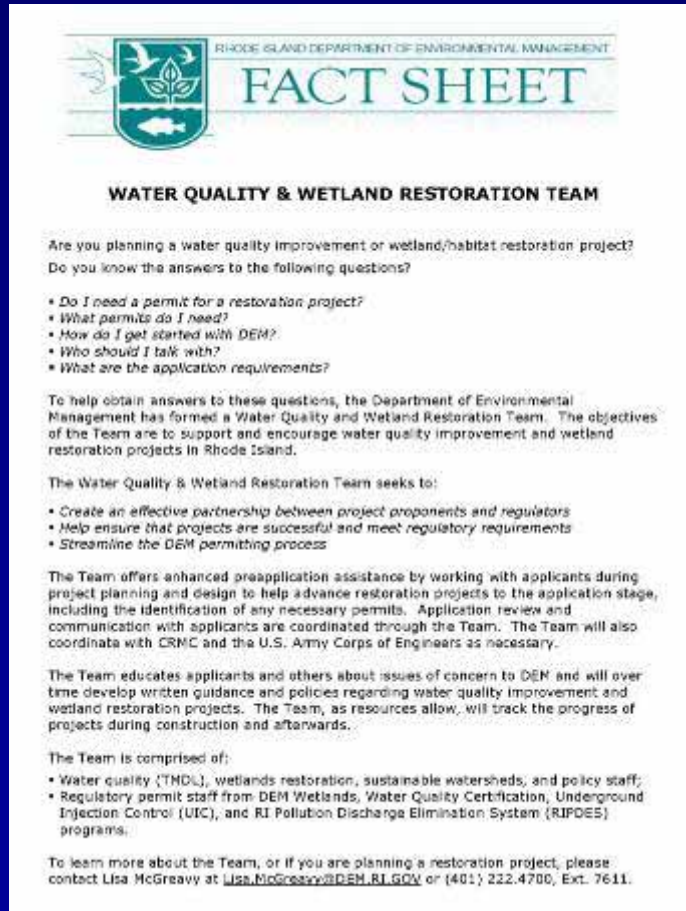 RHODE ISLAND DEPARTMENT OF ENVIRONMENTAL MANAGEMENT
FACT SHEET
WATER QUALITY & WETLAND RESTORATION TEAM
Are you planning a water quality improvement or wetland/habitat restoration project?
Do you know the answers to the following questions?
• Do I need a permit for a restoration project?
• What permits do I need?
• How do I get started with DEM?
• Who should I talk with?
• What are the application requirements?
To help obtain answers to these questions, the Department of Environmental
Management has formed a Water Quality and Wetland Restoration Team. The objectives
of the Team are to support and encourage water quality improvement and wetland
restoration projects in Rhode Island.
The Water Quality & Wetland Restoration Team seeks to:
• Create an effective partnership between project proponents and regulators
• Help ensure that projects are successful and meet regulatory requirements
• Streamline the DEM permitting process
The Team offers enhanced preapplication assistance by working with applicants during
project planning and design to help advance restoration projects to the application stage,
including the identification of any necessary permits. Application review and
communication with applicants are coordinated through the Team. The Team will also
coordinate with CRMC and the U.S. Army Corps of Engineers as necessary.
The Team educates applicants and others about issues of concern to DEM and will over
time develop written guidance and policies regarding water quality improvement and
wetland restoration projects. The Team, as resources allow, will track the progress of
projects during construction and afterwards.
The Team is comprised of:
• Water quality (TMDL), wetlands restoration, sustainable watersheds, and policy staff;
• Regulatory permit staff from DEM Wetlands, Water Quality Certification, Underground
Injection Control (UIC), and RI Pollution Discharge Elimination System (RIPDES)
programs.
To learn more about the Team, or if you are planning a restoration project, please
contact Lisa McGreavy at Lisa.McGreavy@DEM.RI.GOV or (401) 222.4700, Ext. 7611.